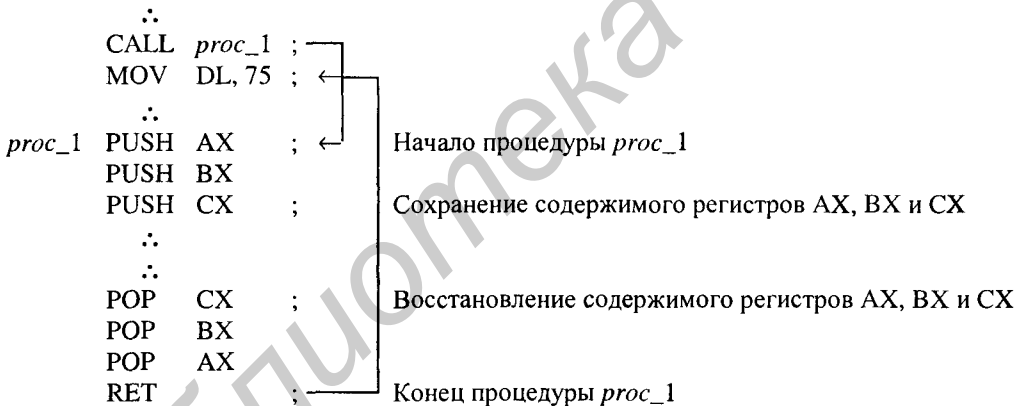 ∴
CALL proc_1 ;
MOV DL, 75 ; ←
∴
proc_1 PUSH AX ; ← Начало процедуры proc_1
PUSH BX
PUSH CX ; Сохранение содержимого регистров AX, BX и CX
∴
∴
POP CX ; Восстановление содержимого регистров AX, BX и CX
POP BX
POP AX
RET ; Конец процедуры proc_1